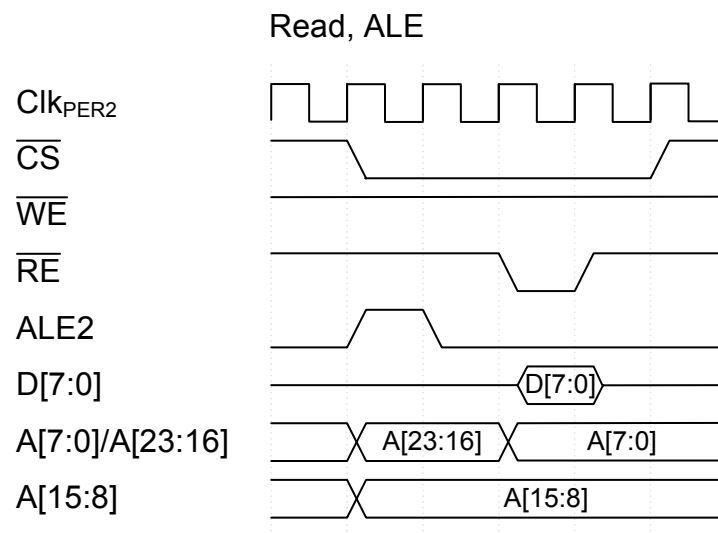 Read, ALE
ClkPER2
CS
WE
RE
ALE2
D[7:0] D[7:0]
A[7:0]/A[23:16] A[23:16] A[7:0]
A[15:8] A[15:8]